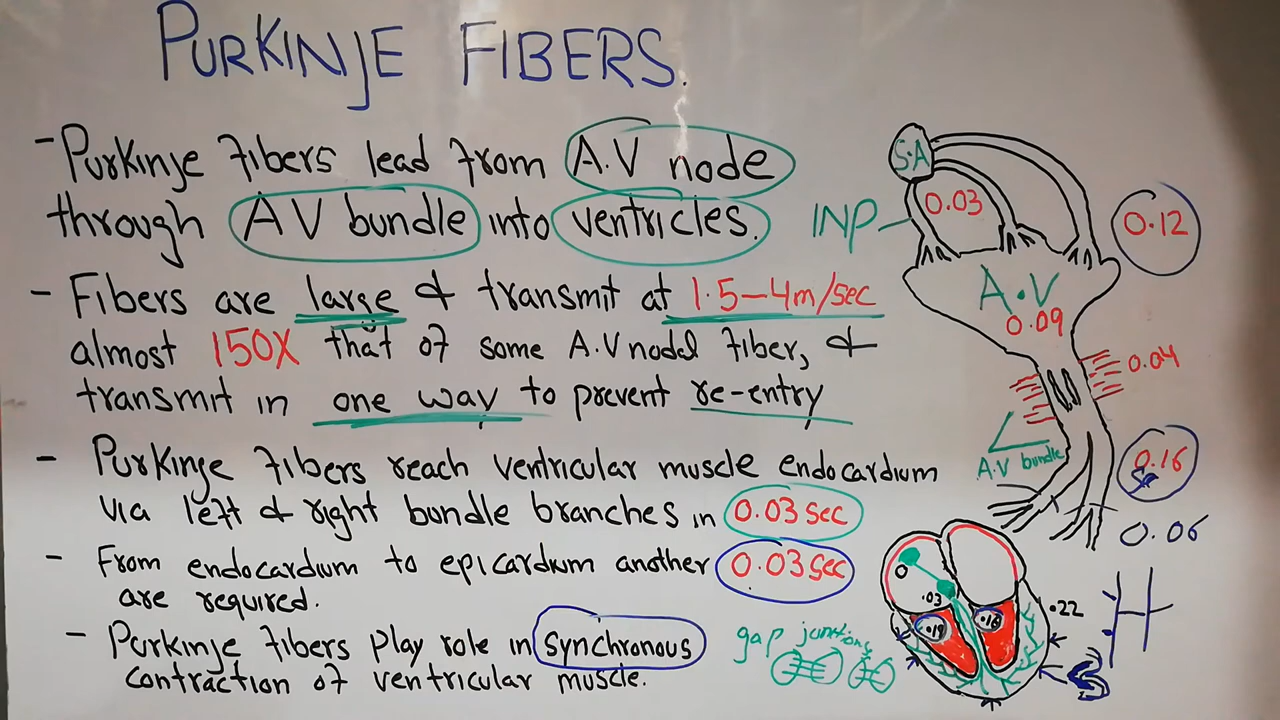 PURKINJE FIBERS.
- Purkinje fibers lead from A.V node
through AV bundle into ventricles.
- Fibers are large & transmit at 1.5-4m/sec
almost 150X that of some A.V nodal fiber, &
transmit in one way to prevent re-entry
- Purkinje fibers reach ventricular muscle endocardium
via left & right bundle branches in 0.03 sec
- From endocardium to epicardium another 0.03 sec
are required.
- Purkinje fibers play role in synchronous
contraction of ventricular muscle.
S.A
0.03
INP
0.12
A.V
0.09
0.04
A.V bundle
0.16
0.06
0
.03
.19
.18
.22
gap junctions